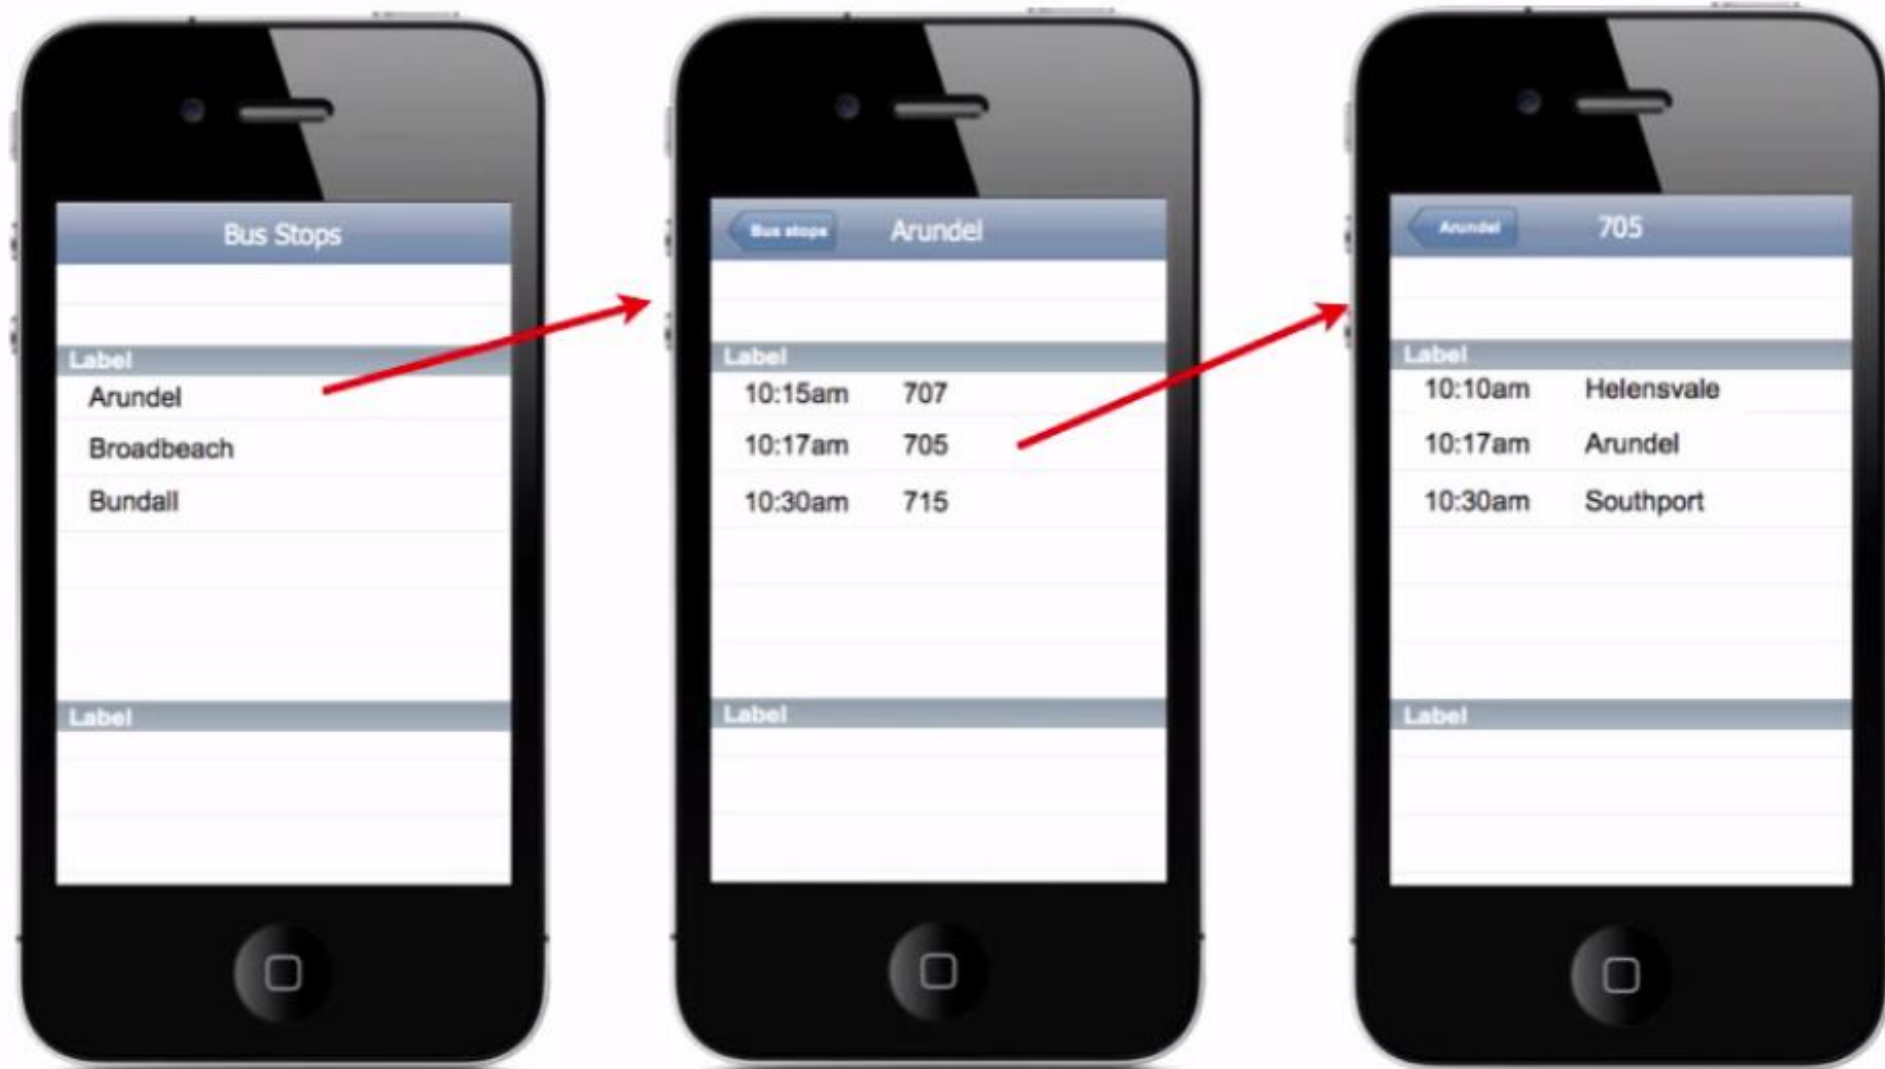 Bus Stops
Label
Arundel
Broadbeach
Bundall
Label
Bus stops Arundel
Label
10:15am 707
10:17am 705
10:30am 715
Label
Arundel 705
Label
10:10am Helensvale
10:17am Arundel
10:30am Southport
Label